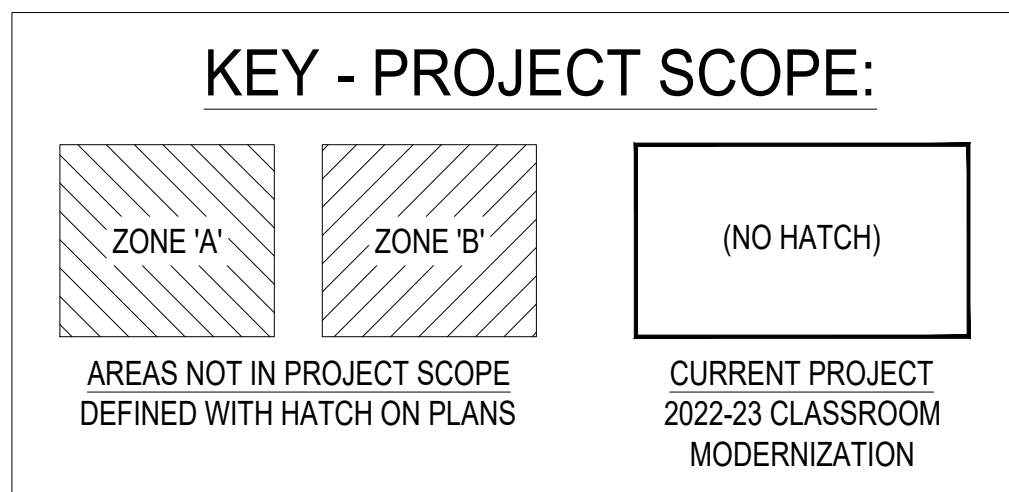 KEY - PROJECT SCOPE:
ZONE 'A'
ZONE 'B'
(NO HATCH)
AREAS NOT IN PROJECT SCOPE
DEFINED WITH HATCH ON PLANS
CURRENT PROJECT
2022-23 CLASSROOM
MODERNIZATION